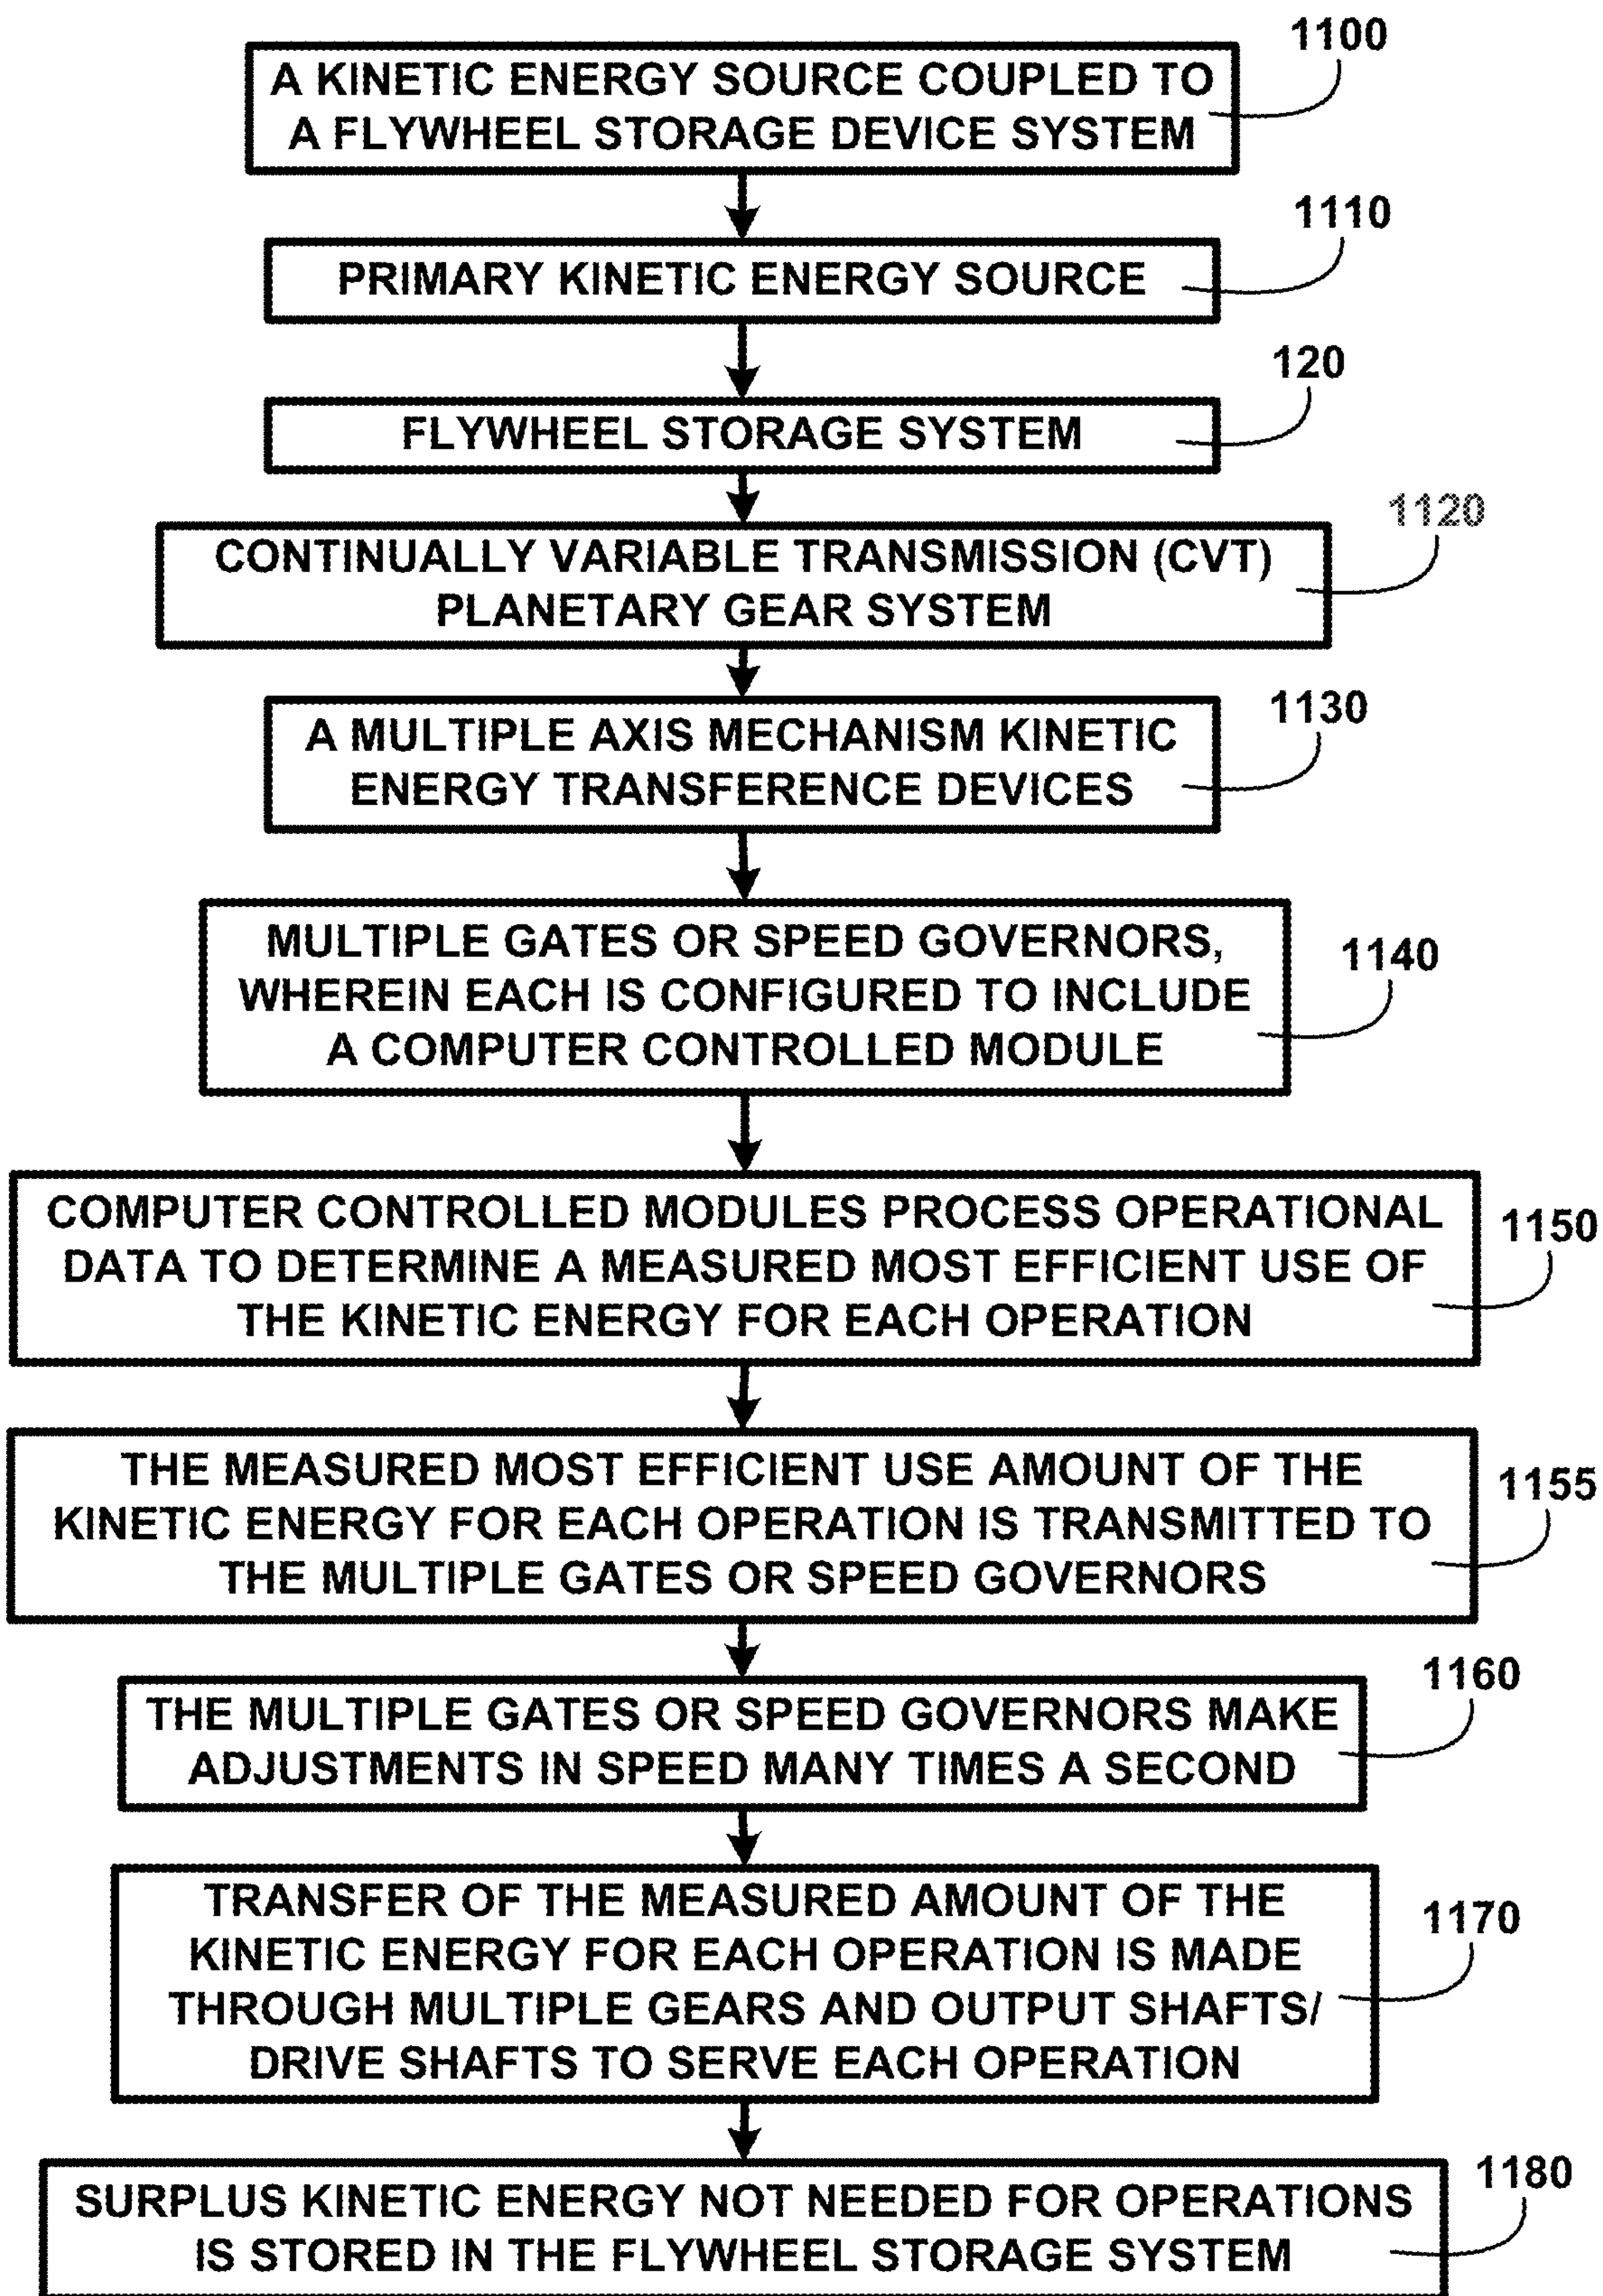 1100
A KINETIC ENERGY SOURCE COUPLED TO
A FLYWHEEL STORAGE DEVICE SYSTEM
1110
PRIMARY KINETIC ENERGY SOURCE
120
FLYWHEEL STORAGE SYSTEM
1120
CONTINUALLY VARIABLE TRANSMISSION (CVT)
PLANETARY GEAR SYSTEM
1130
A MULTIPLE AXIS MECHANISM KINETIC
ENERGY TRANSFERENCE DEVICES
MULTIPLE GATES OR SPEED GOVERNORS,
1140
WHEREIN EACH IS CONFIGURED TO INCLUDE
A COMPUTER CONTROLLED MODULE
COMPUTER CONTROLLED MODULES PROCESS OPERATIONAL
1150
DATA TO DETERMINE A MEASURED MOST EFFICIENT USE OF
THE KINETIC ENERGY FOR EACH OPERATION
THE MEASURED MOST EFFICIENT USE AMOUNT OF THE
1155
KINETIC ENERGY FOR EACH OPERATION IS TRANSMITTED TO
THE MULTIPLE GATES OR SPEED GOVERNORS
1160
THE MULTIPLE GATES OR SPEED GOVERNORS MAKE
ADJUSTMENTS IN SPEED MANY TIMES A SECOND
TRANSFER OF THE MEASURED AMOUNT OF THE
1170
KINETIC ENERGY FOR EACH OPERATION IS MADE
THROUGH MULTIPLE GEARS AND OUTPUT SHAFTS/
DRIVE SHAFTS TO SERVE EACH OPERATION
1180
SURPLUS KINETIC ENERGY NOT NEEDED FOR OPERATIONS
IS STORED IN THE FLYWHEEL STORAGE SYSTEM